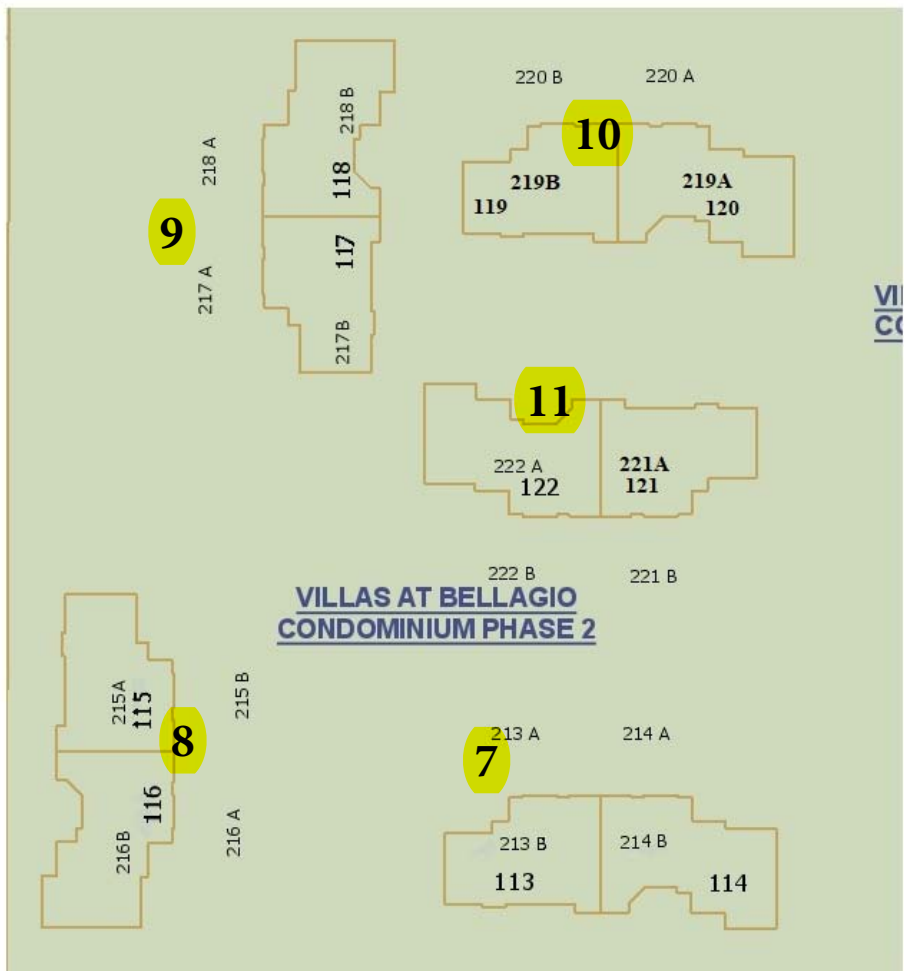 220 B
220 A
218 B
10
218 A
118
219B
219A
119
120
9
117
217 A
VI
CO
217B
11
222 A
221A
122
121
222 B
221 B
VILLAS AT BELLAGIO
CONDOMINIUM PHASE 2
215A
115
215 B
8
213 A
214 A
7
116
216 A
216B
213 B
214 B
113
114